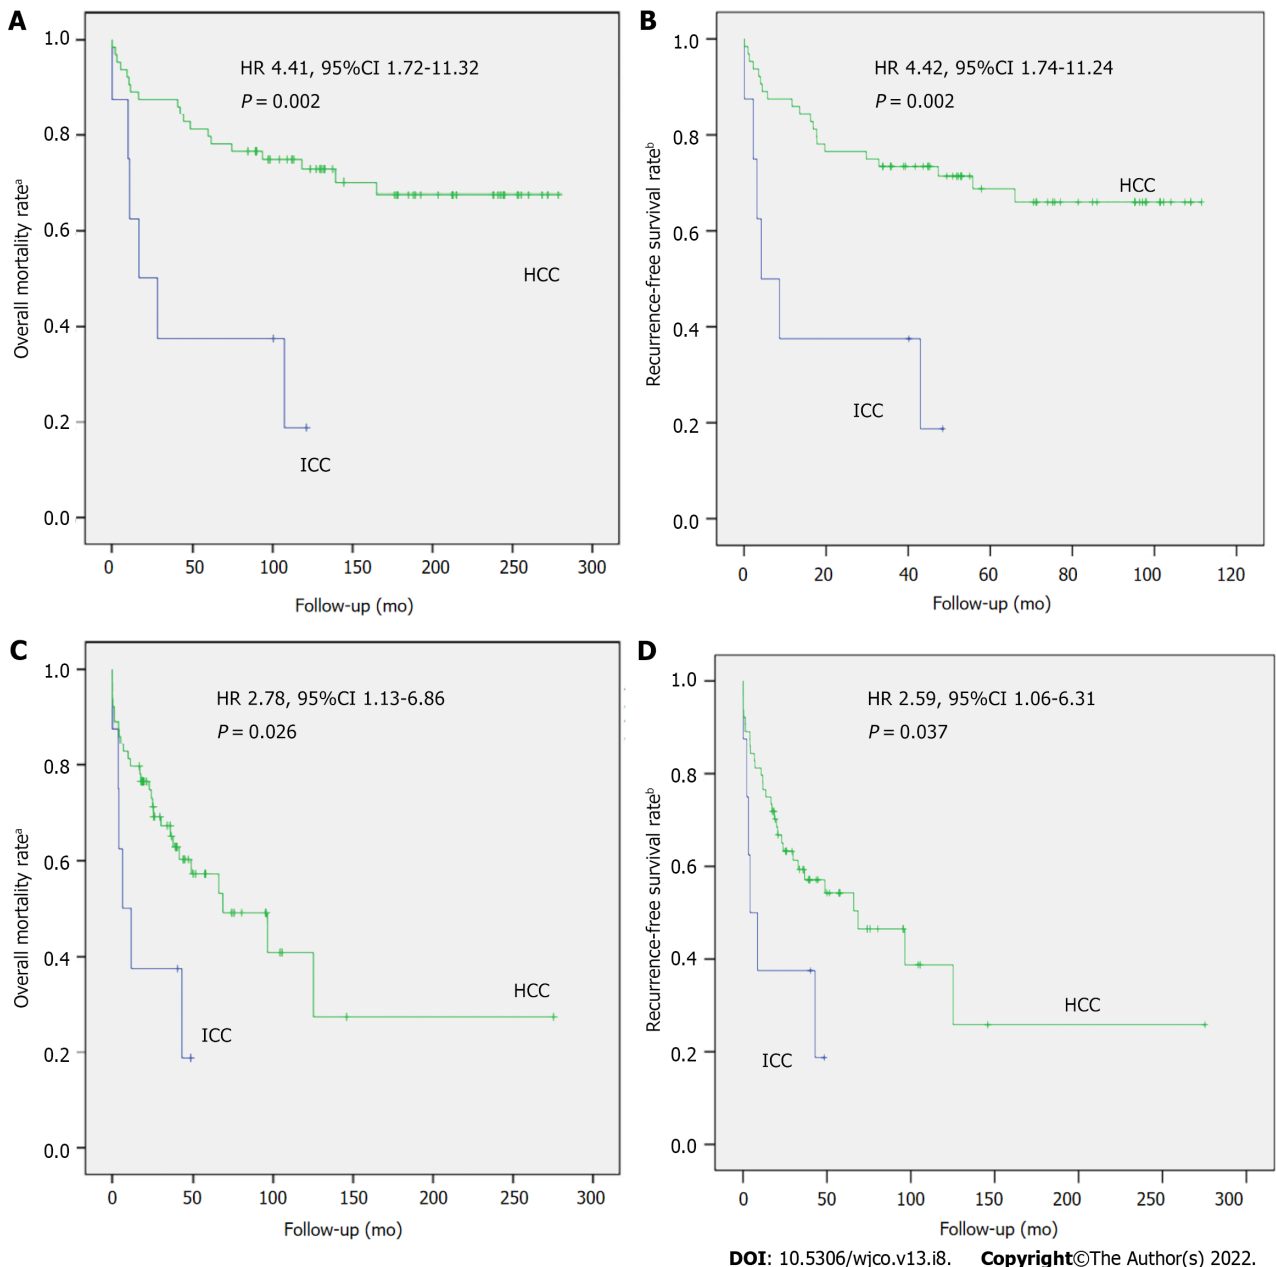 A
HR 4.41, 95%CI 1.72-11.32
P = 0.002
Overall mortality rateᵃ
1.0
0.8
0.6
0.4
0.2
0.0
HCC
ICC
0 50 100 150 200 250 300
Follow-up (mo)
B
HR 4.42, 95%CI 1.74-11.24
P = 0.002
Recurrence-free survival rateᵇ
1.0
0.8
0.6
0.4
0.2
0.0
HCC
ICC
0 20 40 60 80 100 120
Follow-up (mo)
C
HR 2.78, 95%CI 1.13-6.86
P = 0.026
Overall mortality rateᵃ
1.0
0.8
0.6
0.4
0.2
0.0
HCC
ICC
0 50 100 150 200 250 300
Follow-up (mo)
D
HR 2.59, 95%CI 1.06-6.31
P = 0.037
Recurrence-free survival rateᵇ
1.0
0.8
0.6
0.4
0.2
0.0
HCC
ICC
0 50 100 150 200 250 300
Follow-up (mo)
DOI: 10.5306/wjco.v13.i8. Copyright©The Author(s) 2022.